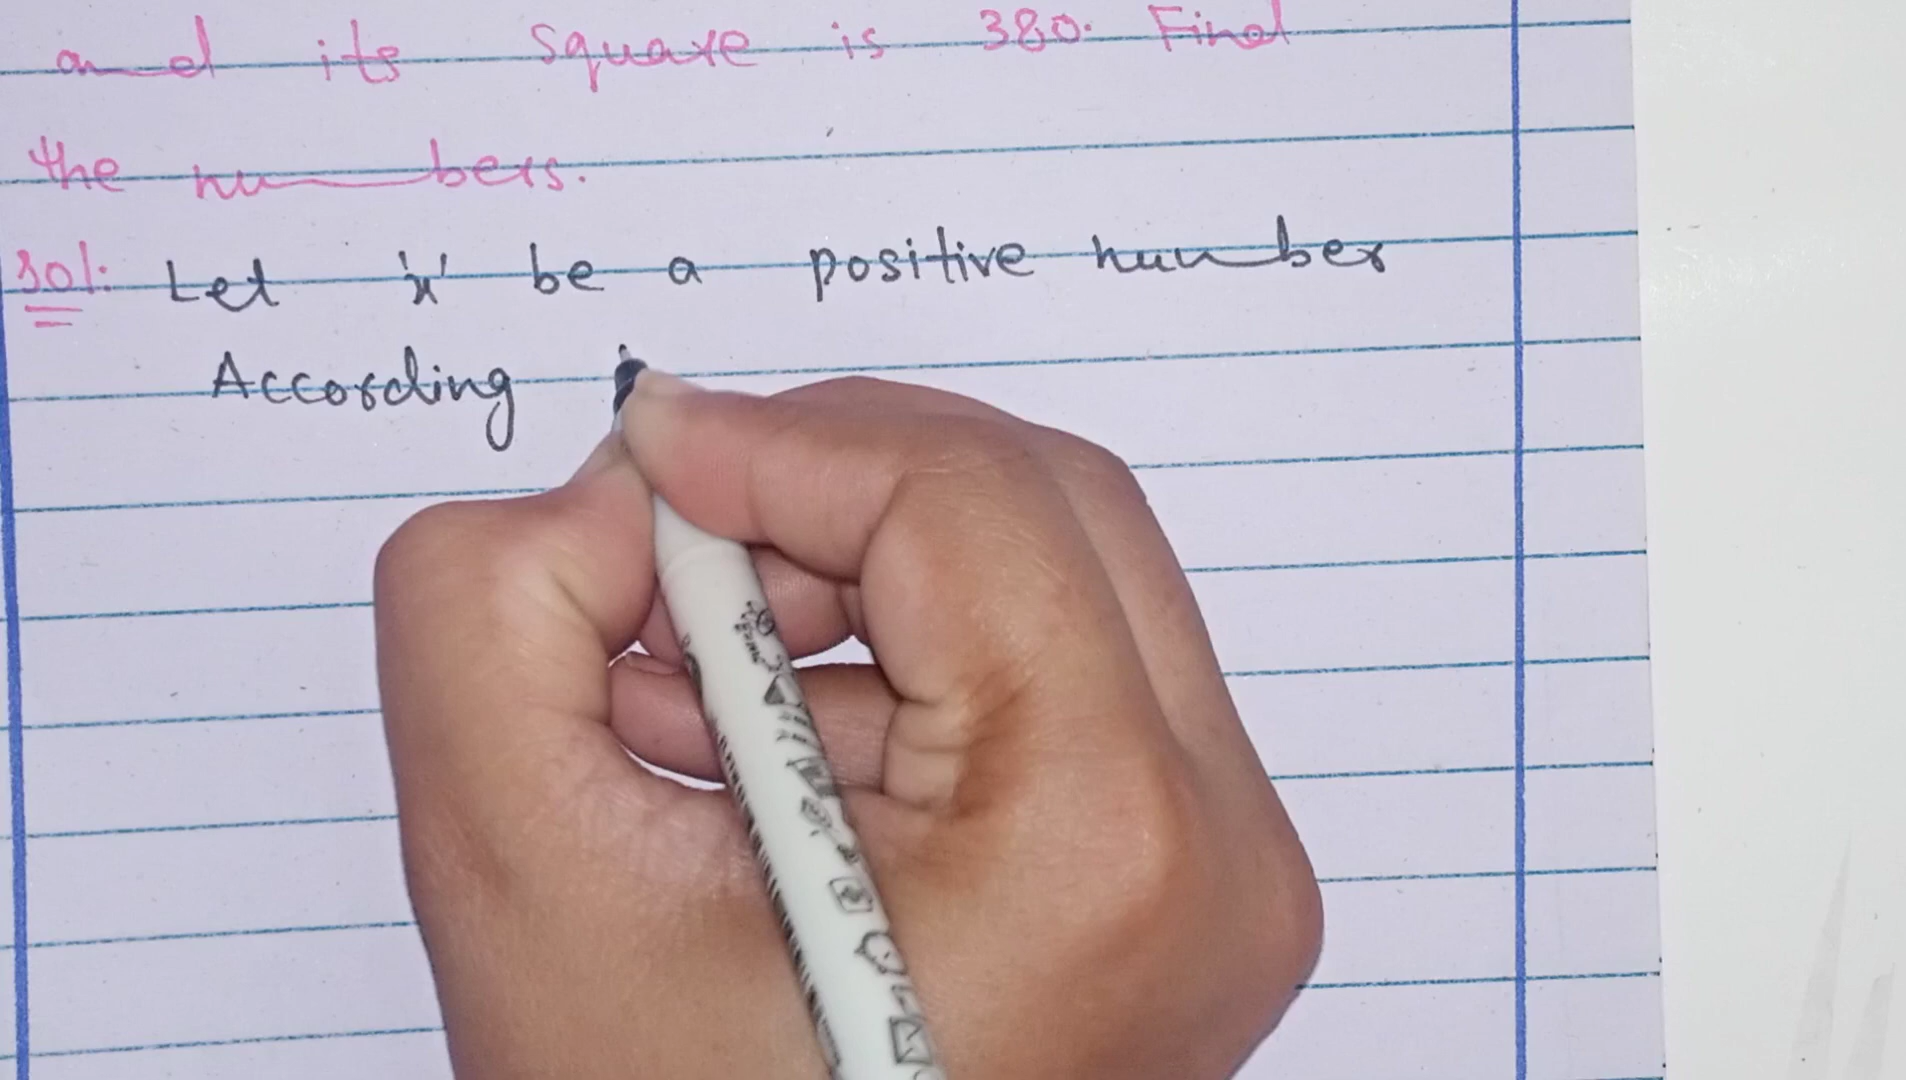 and its square is 380. Find
the numbers.
Sol: Let 'x' be a positive number
According